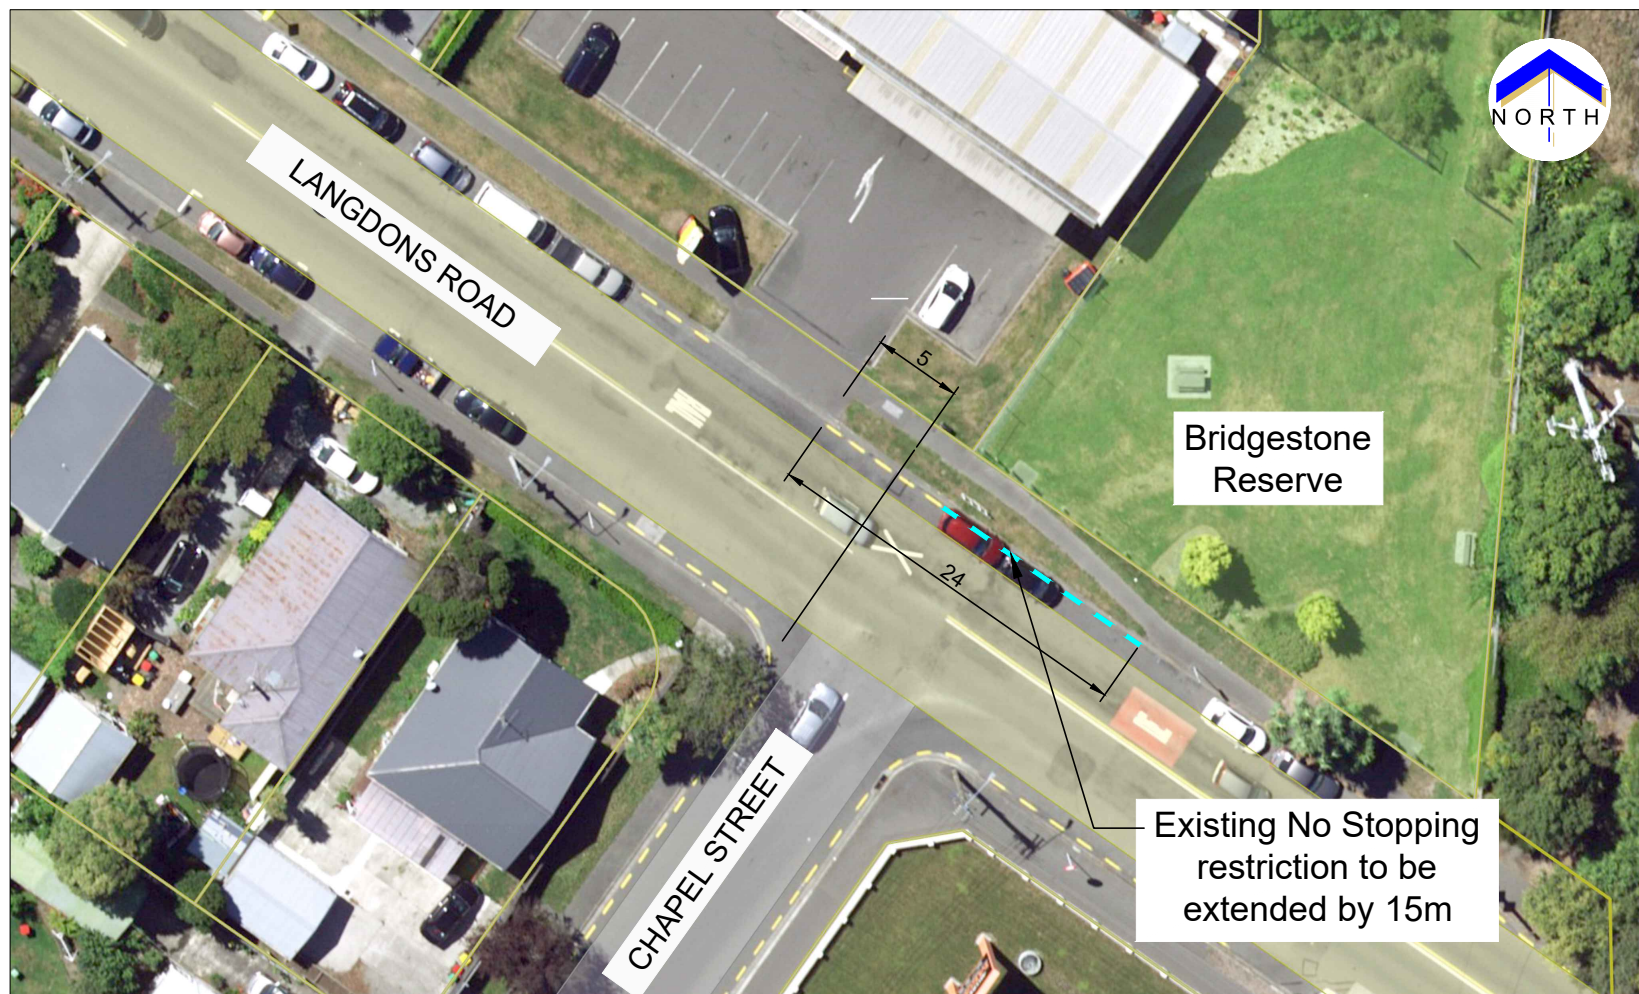 NORTH
LANGDONS ROAD
5
24
Bridgestone
Reserve
CHAPEL STREET
Existing No Stopping
restriction to be
extended by 15m